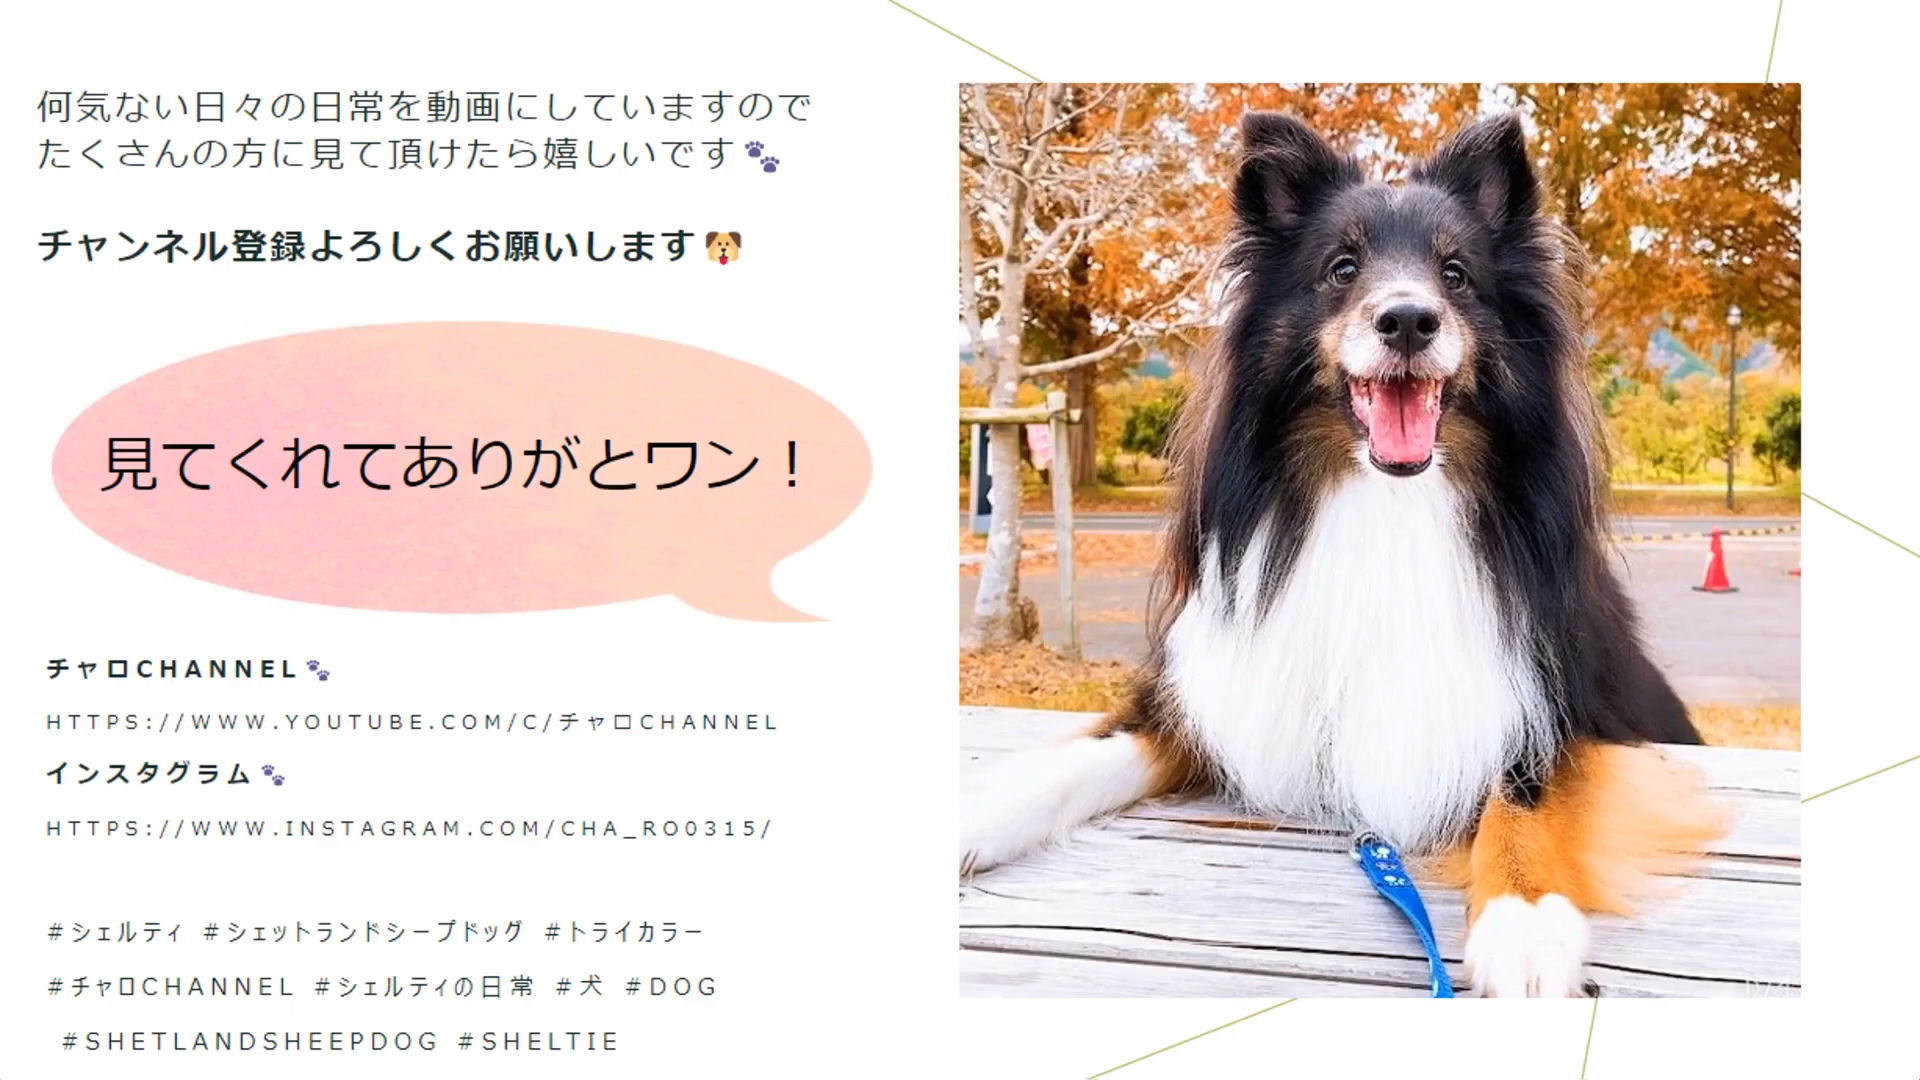 何気ない日々の日常を動画にしていますので
たくさんの方に見て頂けたら嬉しいです🐾
チャンネル登録よろしくお願いします🐶
見てくれてありがとワン！
チャロCHANNEL🐾
HTTPS://WWW.YOUTUBE.COM/C/チャロCHANNEL
インスタグラム🐾
HTTPS://WWW.INSTAGRAM.COM/CHA_RO0315/
#シェルティ #シェットランドシープドッグ #トライカラー
#チャロCHANNEL #シェルティの日常 #犬 #DOG
#SHETLANDSHEEPDOG #SHELTIE